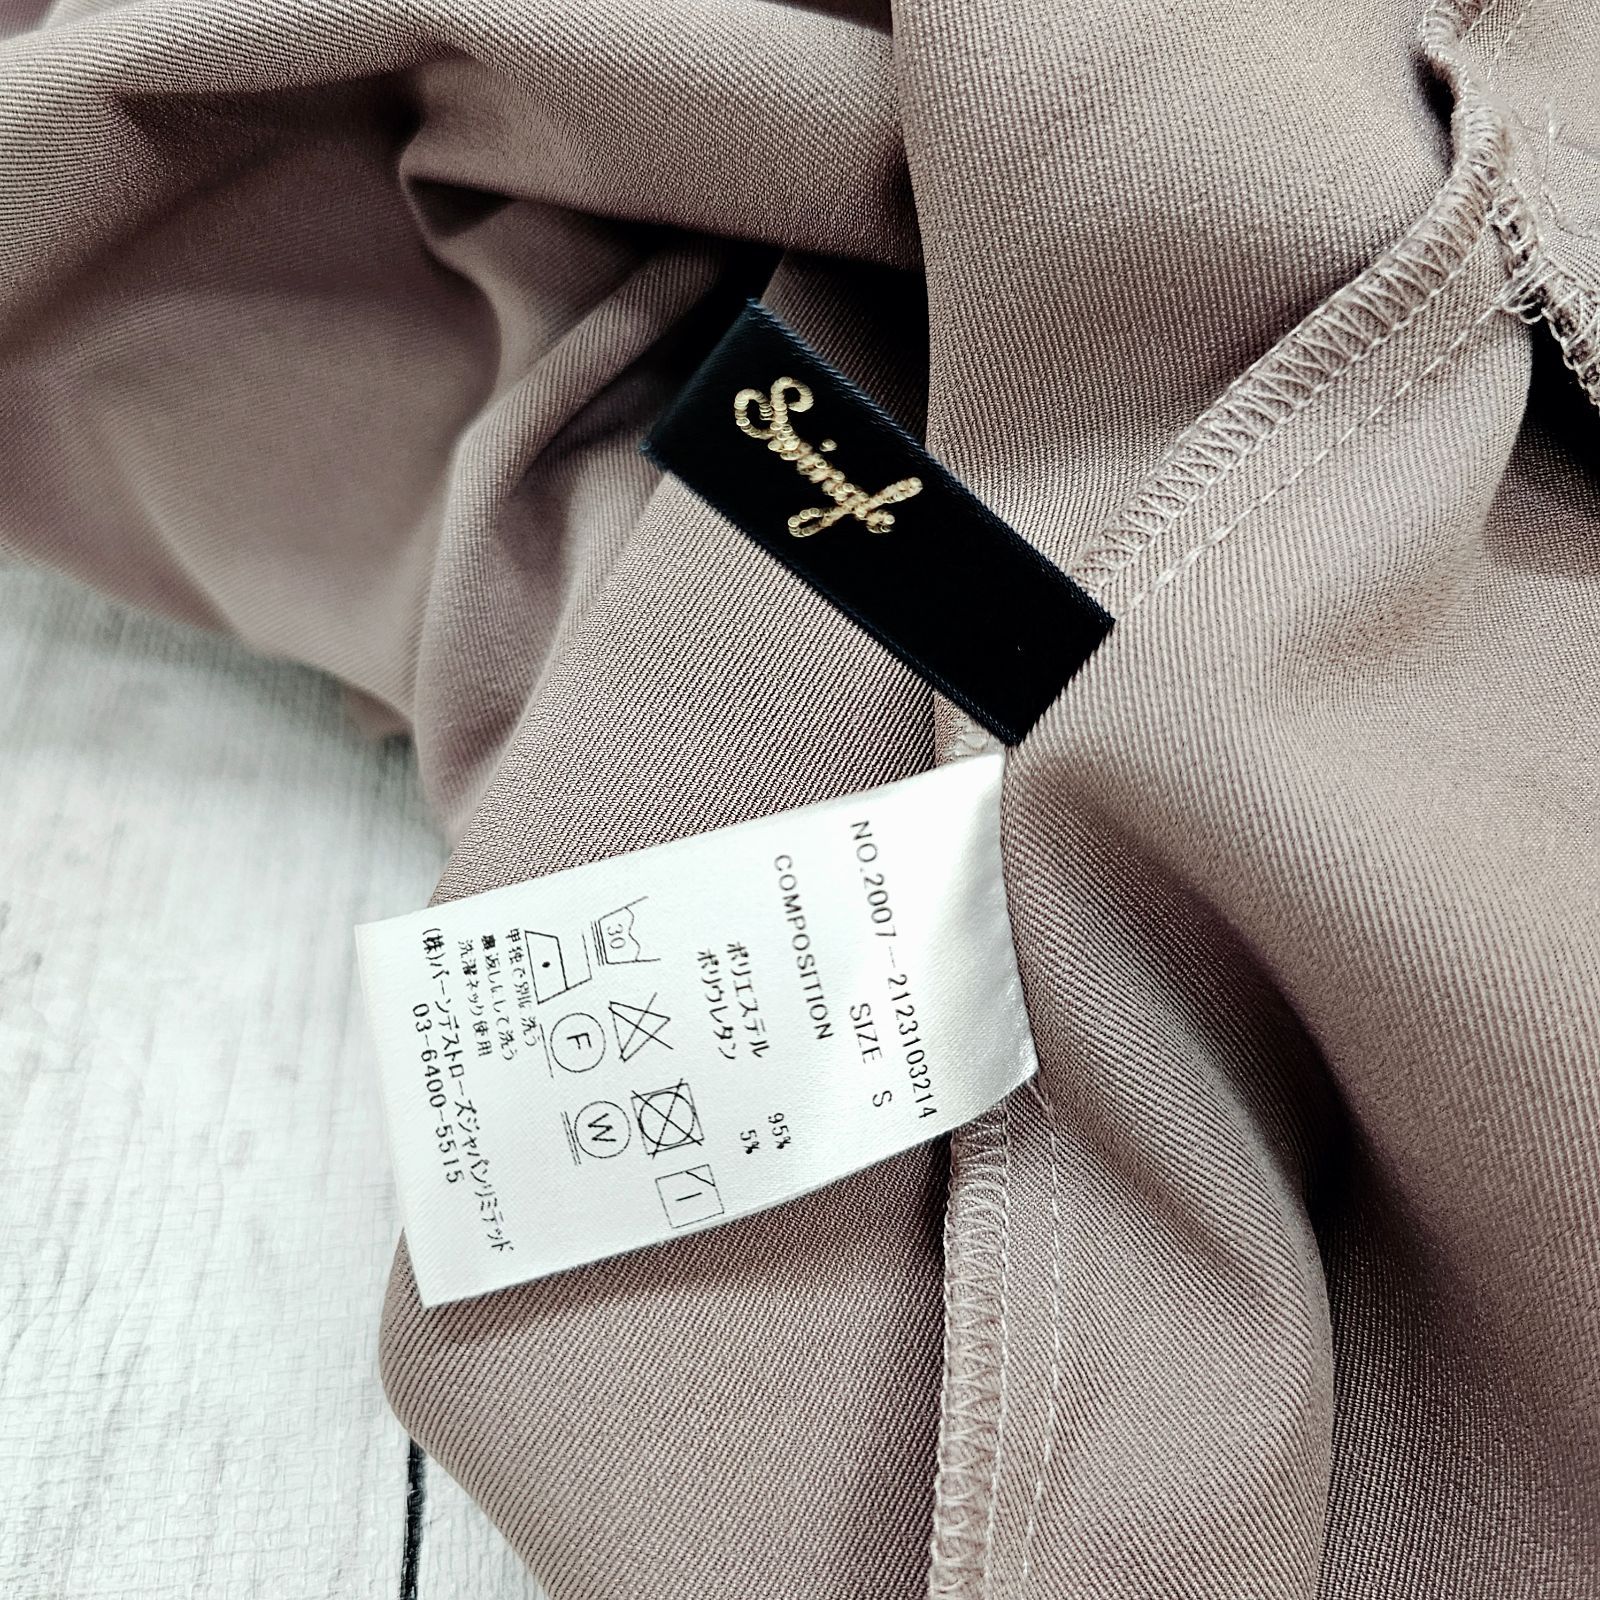 NO.2007-2123103214
SIZE S
COMPOSITION
ポリエステル 95%
ポリウレタン 5%
30
F
W
単独で別に洗う
裏返しにして洗う
洗濯ネット使用
(株)バーンデストローズジャパンリミテッド
03-6400-5515